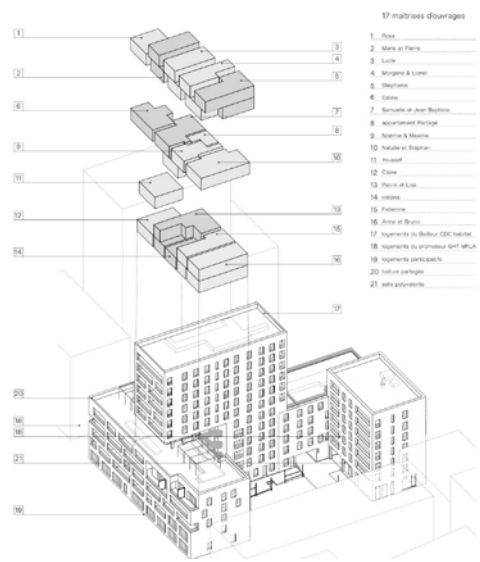 17 maîtrises d'ouvrages
1 Rosa
2 Marie et Pierre
3 Lucie
4 Morgane & Lionel
5 Stéphanie
6 Céline
7 Samuelle et Jean Baptiste
8 appartement Partagé
9 Noémie & Maxime
10 Natalie et Stéphan
11 Youssef
12 Claire
13 Pierre et Lisa
14 Hélène
15 Fabienne
16 Anne et Bruno
17 logements du Bailleur CDC habitat
18 logements du promoteur GHT MPLA
19 logements participatifs
20 toiture partagée
21 salle polyvalente
1
3
4
2
5
6
7
8
9
10
11
13
12
15
14
16
17
20
18
21
19